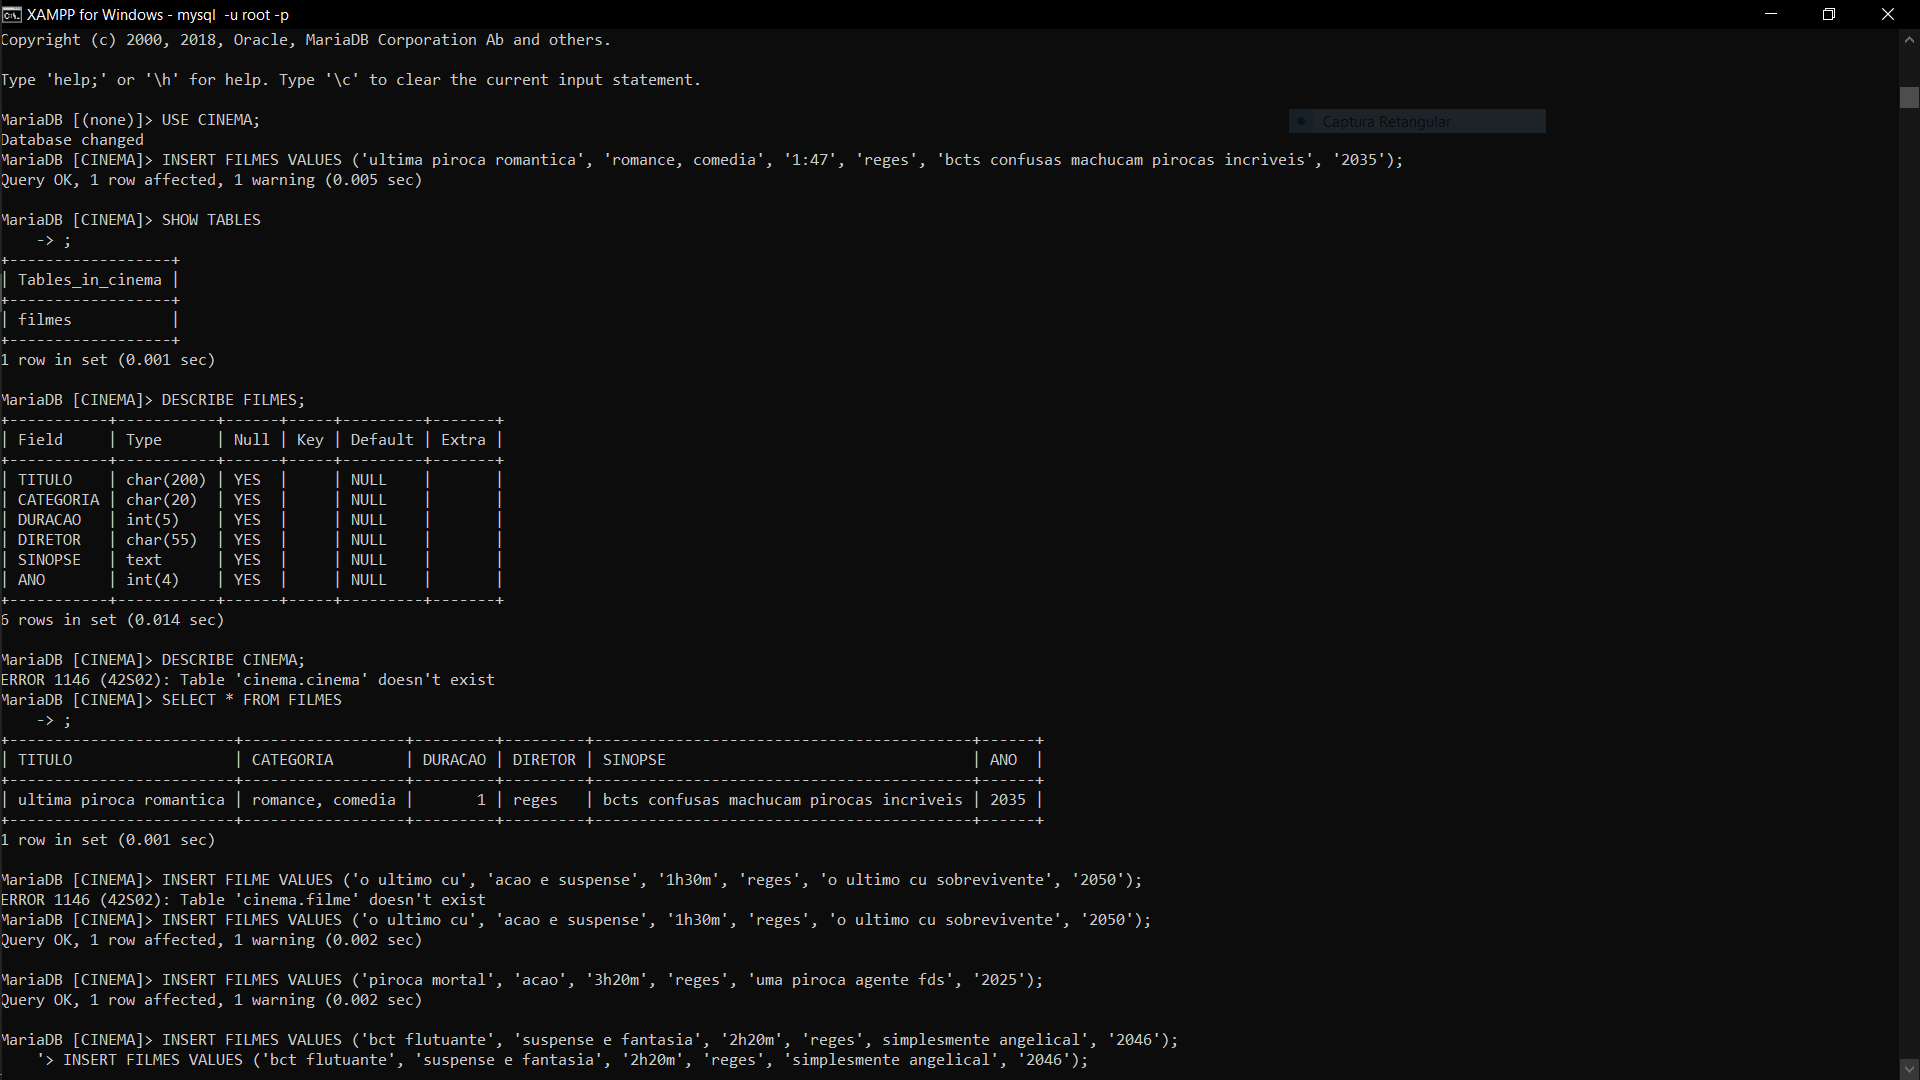 XAMPP for Windows - mysql -u root -p
Copyright (c) 2000, 2018, Oracle, MariaDB Corporation Ab and others.
Type 'help;' or '\h' for help. Type '\c' to clear the current input statement.
MariaDB [(none)]> USE CINEMA;
Captura Retangular
Database changed
MariaDB [CINEMA]> INSERT FILMES VALUES ('ultima piroca romantica', 'romance, comedia', '1:47', 'reges', 'bcts confusas machucam pirocas incriveis', '2035');
Query OK, 1 row affected, 1 warning (0.005 sec)
MariaDB [CINEMA]> SHOW TABLES
    -> ;
+------------------+
| Tables_in_cinema |
+------------------+
| filmes           |
+------------------+
1 row in set (0.001 sec)
MariaDB [CINEMA]> DESCRIBE FILMES;
+-----------+-----------+------+-----+---------+-------+
| Field     | Type      | Null | Key | Default | Extra |
+-----------+-----------+------+-----+---------+-------+
| TITULO    | char(200) | YES  |     | NULL    |       |
| CATEGORIA | char(20)  | YES  |     | NULL    |       |
| DURACAO   | int(5)    | YES  |     | NULL    |       |
| DIRETOR   | char(55)  | YES  |     | NULL    |       |
| SINOPSE   | text      | YES  |     | NULL    |       |
| ANO       | int(4)    | YES  |     | NULL    |       |
+-----------+-----------+------+-----+---------+-------+
6 rows in set (0.014 sec)
MariaDB [CINEMA]> DESCRIBE CINEMA;
ERROR 1146 (42S02): Table 'cinema.cinema' doesn't exist
MariaDB [CINEMA]> SELECT * FROM FILMES
    -> ;
+-------------------------+------------------+---------+---------+------------------------------------------+------+
| TITULO                  | CATEGORIA        | DURACAO | DIRETOR | SINOPSE                                  | ANO  |
+-------------------------+------------------+---------+---------+------------------------------------------+------+
| ultima piroca romantica | romance, comedia |       1 | reges   | bcts confusas machucam pirocas incriveis | 2035 |
+-------------------------+------------------+---------+---------+------------------------------------------+------+
1 row in set (0.001 sec)
MariaDB [CINEMA]> INSERT FILME VALUES ('o ultimo cu', 'acao e suspense', '1h30m', 'reges', 'o ultimo cu sobrevivente', '2050');
ERROR 1146 (42S02): Table 'cinema.filme' doesn't exist
MariaDB [CINEMA]> INSERT FILMES VALUES ('o ultimo cu', 'acao e suspense', '1h30m', 'reges', 'o ultimo cu sobrevivente', '2050');
Query OK, 1 row affected, 1 warning (0.002 sec)
MariaDB [CINEMA]> INSERT FILMES VALUES ('piroca mortal', 'acao', '3h20m', 'reges', 'uma piroca agente fds', '2025');
Query OK, 1 row affected, 1 warning (0.002 sec)
MariaDB [CINEMA]> INSERT FILMES VALUES ('bct flutuante', 'suspense e fantasia', '2h20m', 'reges', simplesmente angelical', '2046');
    '> INSERT FILMES VALUES ('bct flutuante', 'suspense e fantasia', '2h20m', 'reges', 'simplesmente angelical', '2046');